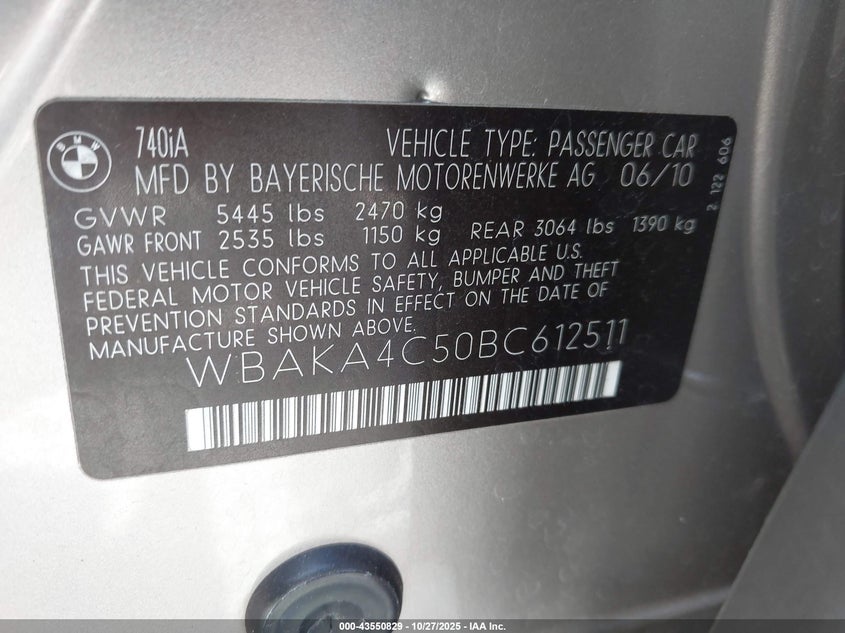 BMW
740iA VEHICLE TYPE: PASSENGER CAR
MFD BY BAYERISCHE MOTORENWERKE AG 06/10
GVWR 5445 lbs 2470 kg
GAWR FRONT 2535 lbs 1150 kg REAR 3064 lbs 1390 kg
THIS VEHICLE CONFORMS TO ALL APPLICABLE U.S.
FEDERAL MOTOR VEHICLE SAFETY, BUMPER AND THEFT
PREVENTION STANDARDS IN EFFECT ON THE DATE OF
MANUFACTURE SHOWN ABOVE.
WBAKA4C50BC612511
2 122 606
000-43550829 - 10/27/2025 - IAA Inc.